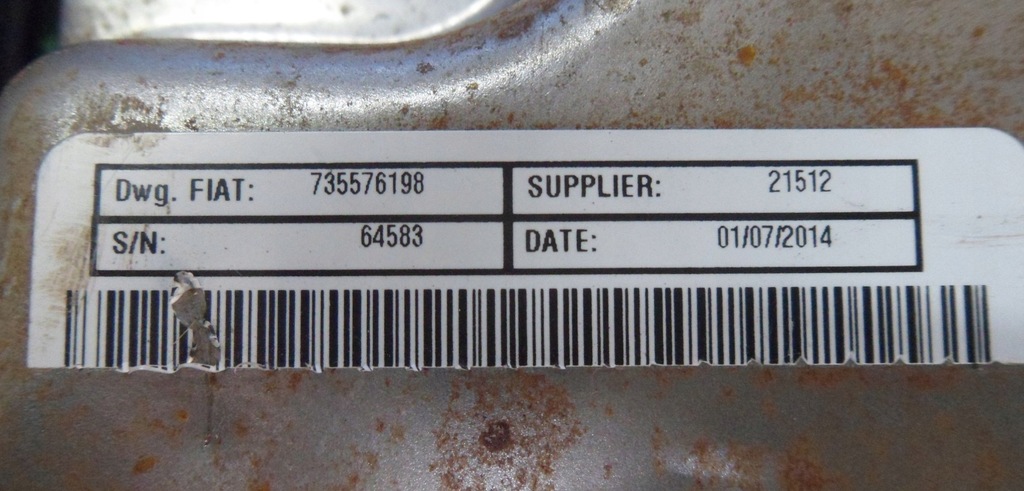 Dwg. FIAT: 735576198 SUPPLIER: 21512
S/N: 64583 DATE: 01/07/2014